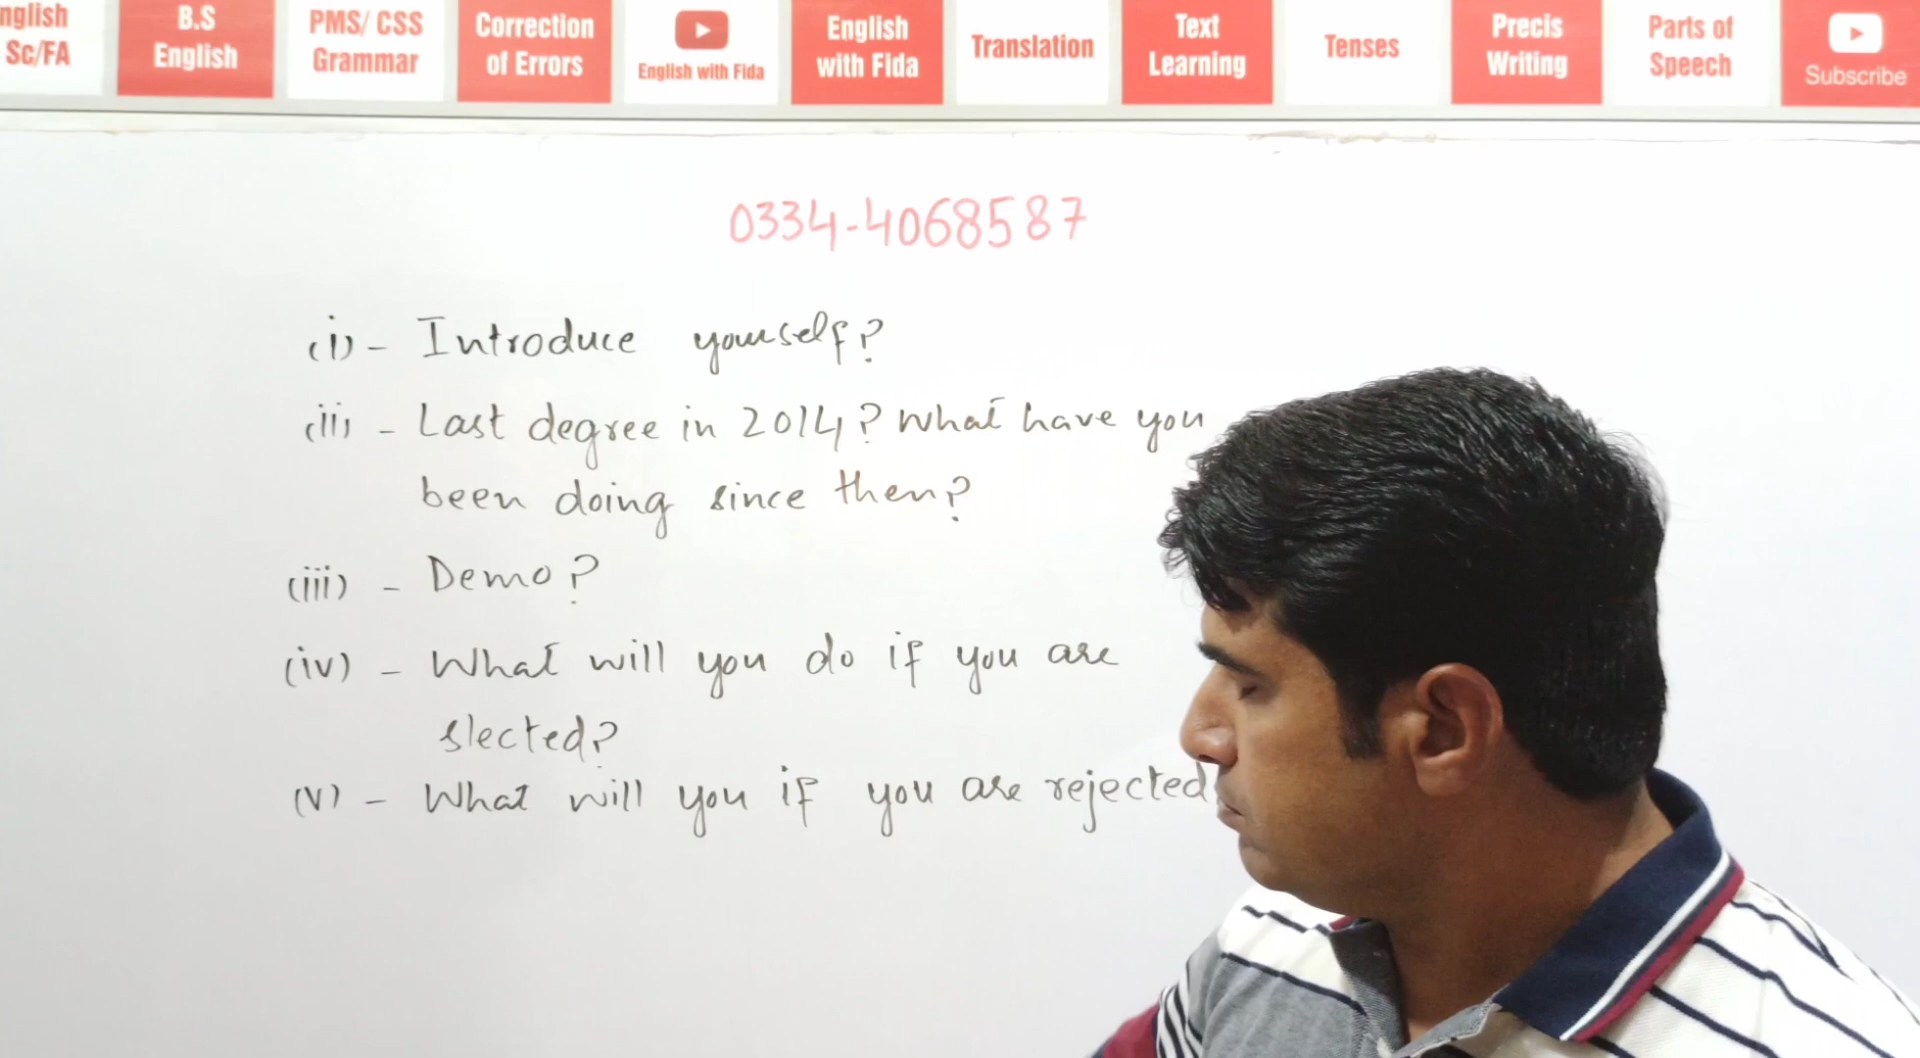 nglish
Sc/FA
B.S
English
PMS/ CSS
Grammar
Correction
of Errors
English with Fida
English
with Fida
Translation
Text
Learning
Tenses
Precis
Writing
Parts of
Speech
Subscribe
0334-4068587
(i) - Introduce yourself?
(ii) - Last degree in 2014? What have you
been doing since then?
(iii) - Demo?
(iv) - What will you do if you are
slected?
(v) - What will you if you are rejected